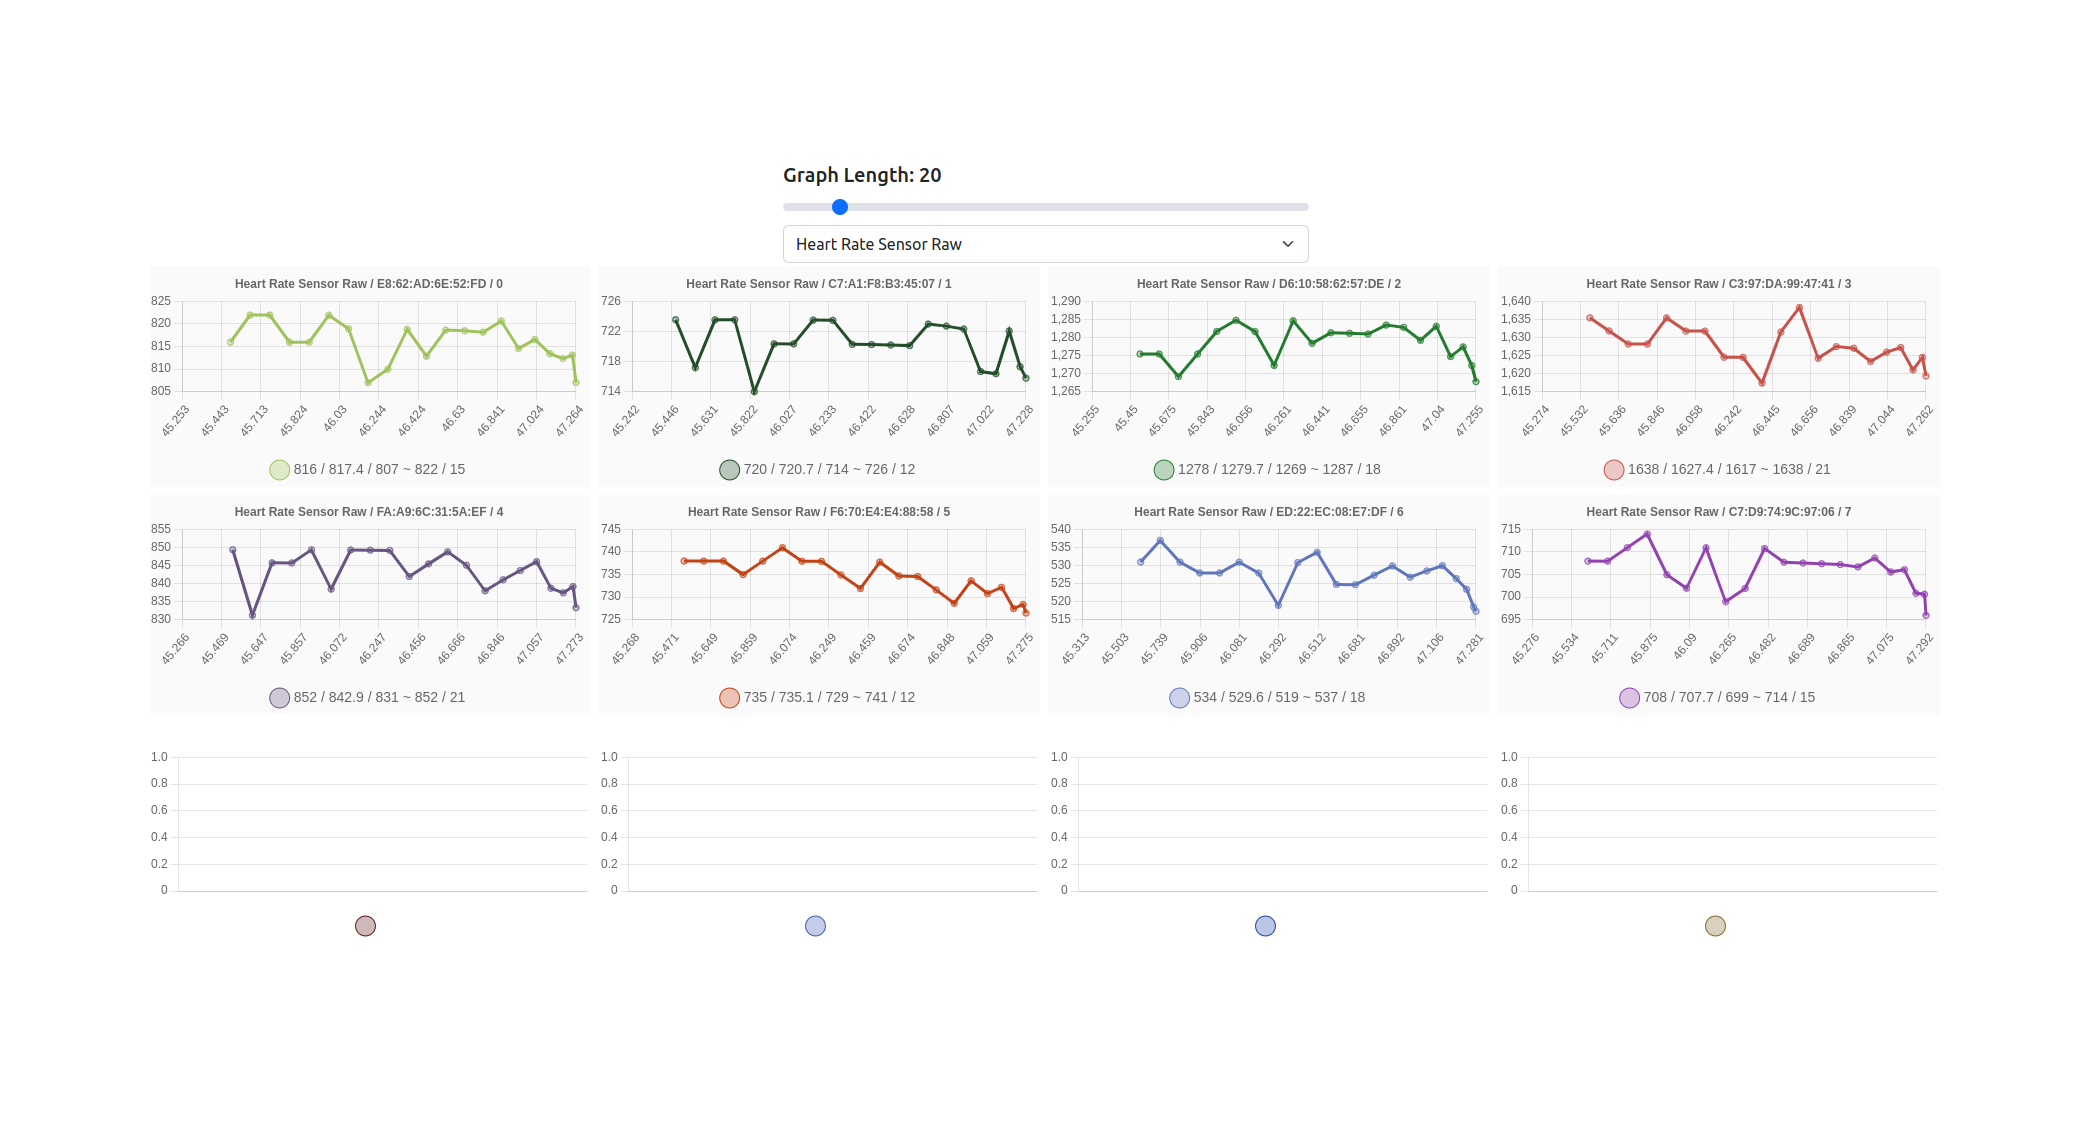 Graph Length: 20
Heart Rate Sensor Raw
Heart Rate Sensor Raw / E8:62:AD:6E:52:FD / 0
825
820
815
810
805
45.253 45.443 45.713 45.824 46.03 46.244 46.424 46.63 46.841 47.024 47.264
816 / 817.4 / 807 ~ 822 / 15
Heart Rate Sensor Raw / C7:A1:F8:B3:45:07 / 1
726
722
718
714
45.242 45.446 45.631 45.822 46.027 46.233 46.422 46.628 46.807 47.022 47.228
720 / 720.7 / 714 ~ 726 / 12
Heart Rate Sensor Raw / D6:10:58:62:57:DE / 2
1,290
1,285
1,280
1,275
1,270
1,265
45.255 45.45 45.675 45.843 46.056 46.261 46.441 46.655 46.861 47.04 47.255
1278 / 1279.7 / 1269 ~ 1287 / 18
Heart Rate Sensor Raw / C3:97:DA:99:47:41 / 3
1,640
1,635
1,630
1,625
1,620
1,615
45.274 45.532 45.636 45.846 46.058 46.242 46.445 46.656 46.839 47.044 47.262
1638 / 1627.4 / 1617 ~ 1638 / 21
Heart Rate Sensor Raw / FA:A9:6C:31:5A:EF / 4
855
850
845
840
835
830
45.266 45.469 45.647 45.857 46.072 46.247 46.456 46.666 46.846 47.057 47.273
852 / 842.9 / 831 ~ 852 / 21
Heart Rate Sensor Raw / F6:70:E4:E4:88:58 / 5
745
740
735
730
725
45.268 45.471 45.649 45.859 46.074 46.249 46.459 46.674 46.848 47.059 47.275
735 / 735.1 / 729 ~ 741 / 12
Heart Rate Sensor Raw / ED:22:EC:08:E7:DF / 6
540
535
530
525
520
515
45.313 45.503 45.739 45.906 46.081 46.292 46.512 46.681 46.892 47.106 47.281
534 / 529.6 / 519 ~ 537 / 18
Heart Rate Sensor Raw / C7:D9:74:9C:97:06 / 7
715
710
705
700
695
45.276 45.534 45.711 45.875 46.09 46.265 46.482 46.689 46.865 47.075 47.292
708 / 707.7 / 699 ~ 714 / 15
1.0
0.8
0.6
0.4
0.2
0
1.0
0.8
0.6
0.4
0.2
0
1.0
0.8
0.6
0.4
0.2
0
1.0
0.8
0.6
0.4
0.2
0